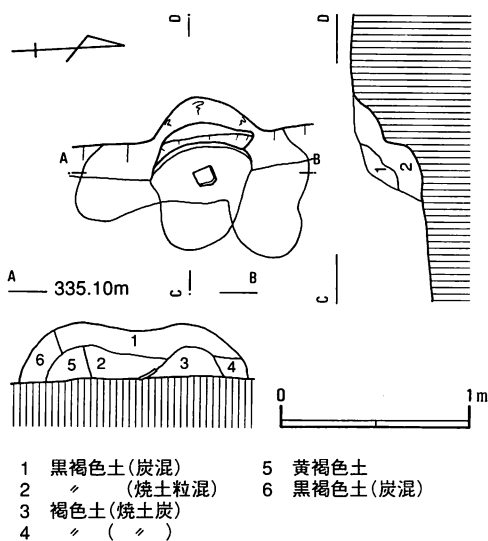 D
D
A
B
1
2
A
335.10m
C
B
C
1
6
5
2
3
4
0
1m
1 黒褐色土(炭混)
2 〃 (焼土粒混)
3 褐色土(焼土炭)
4 〃 ( 〃 )
5 黄褐色土
6 黒褐色土(炭混)